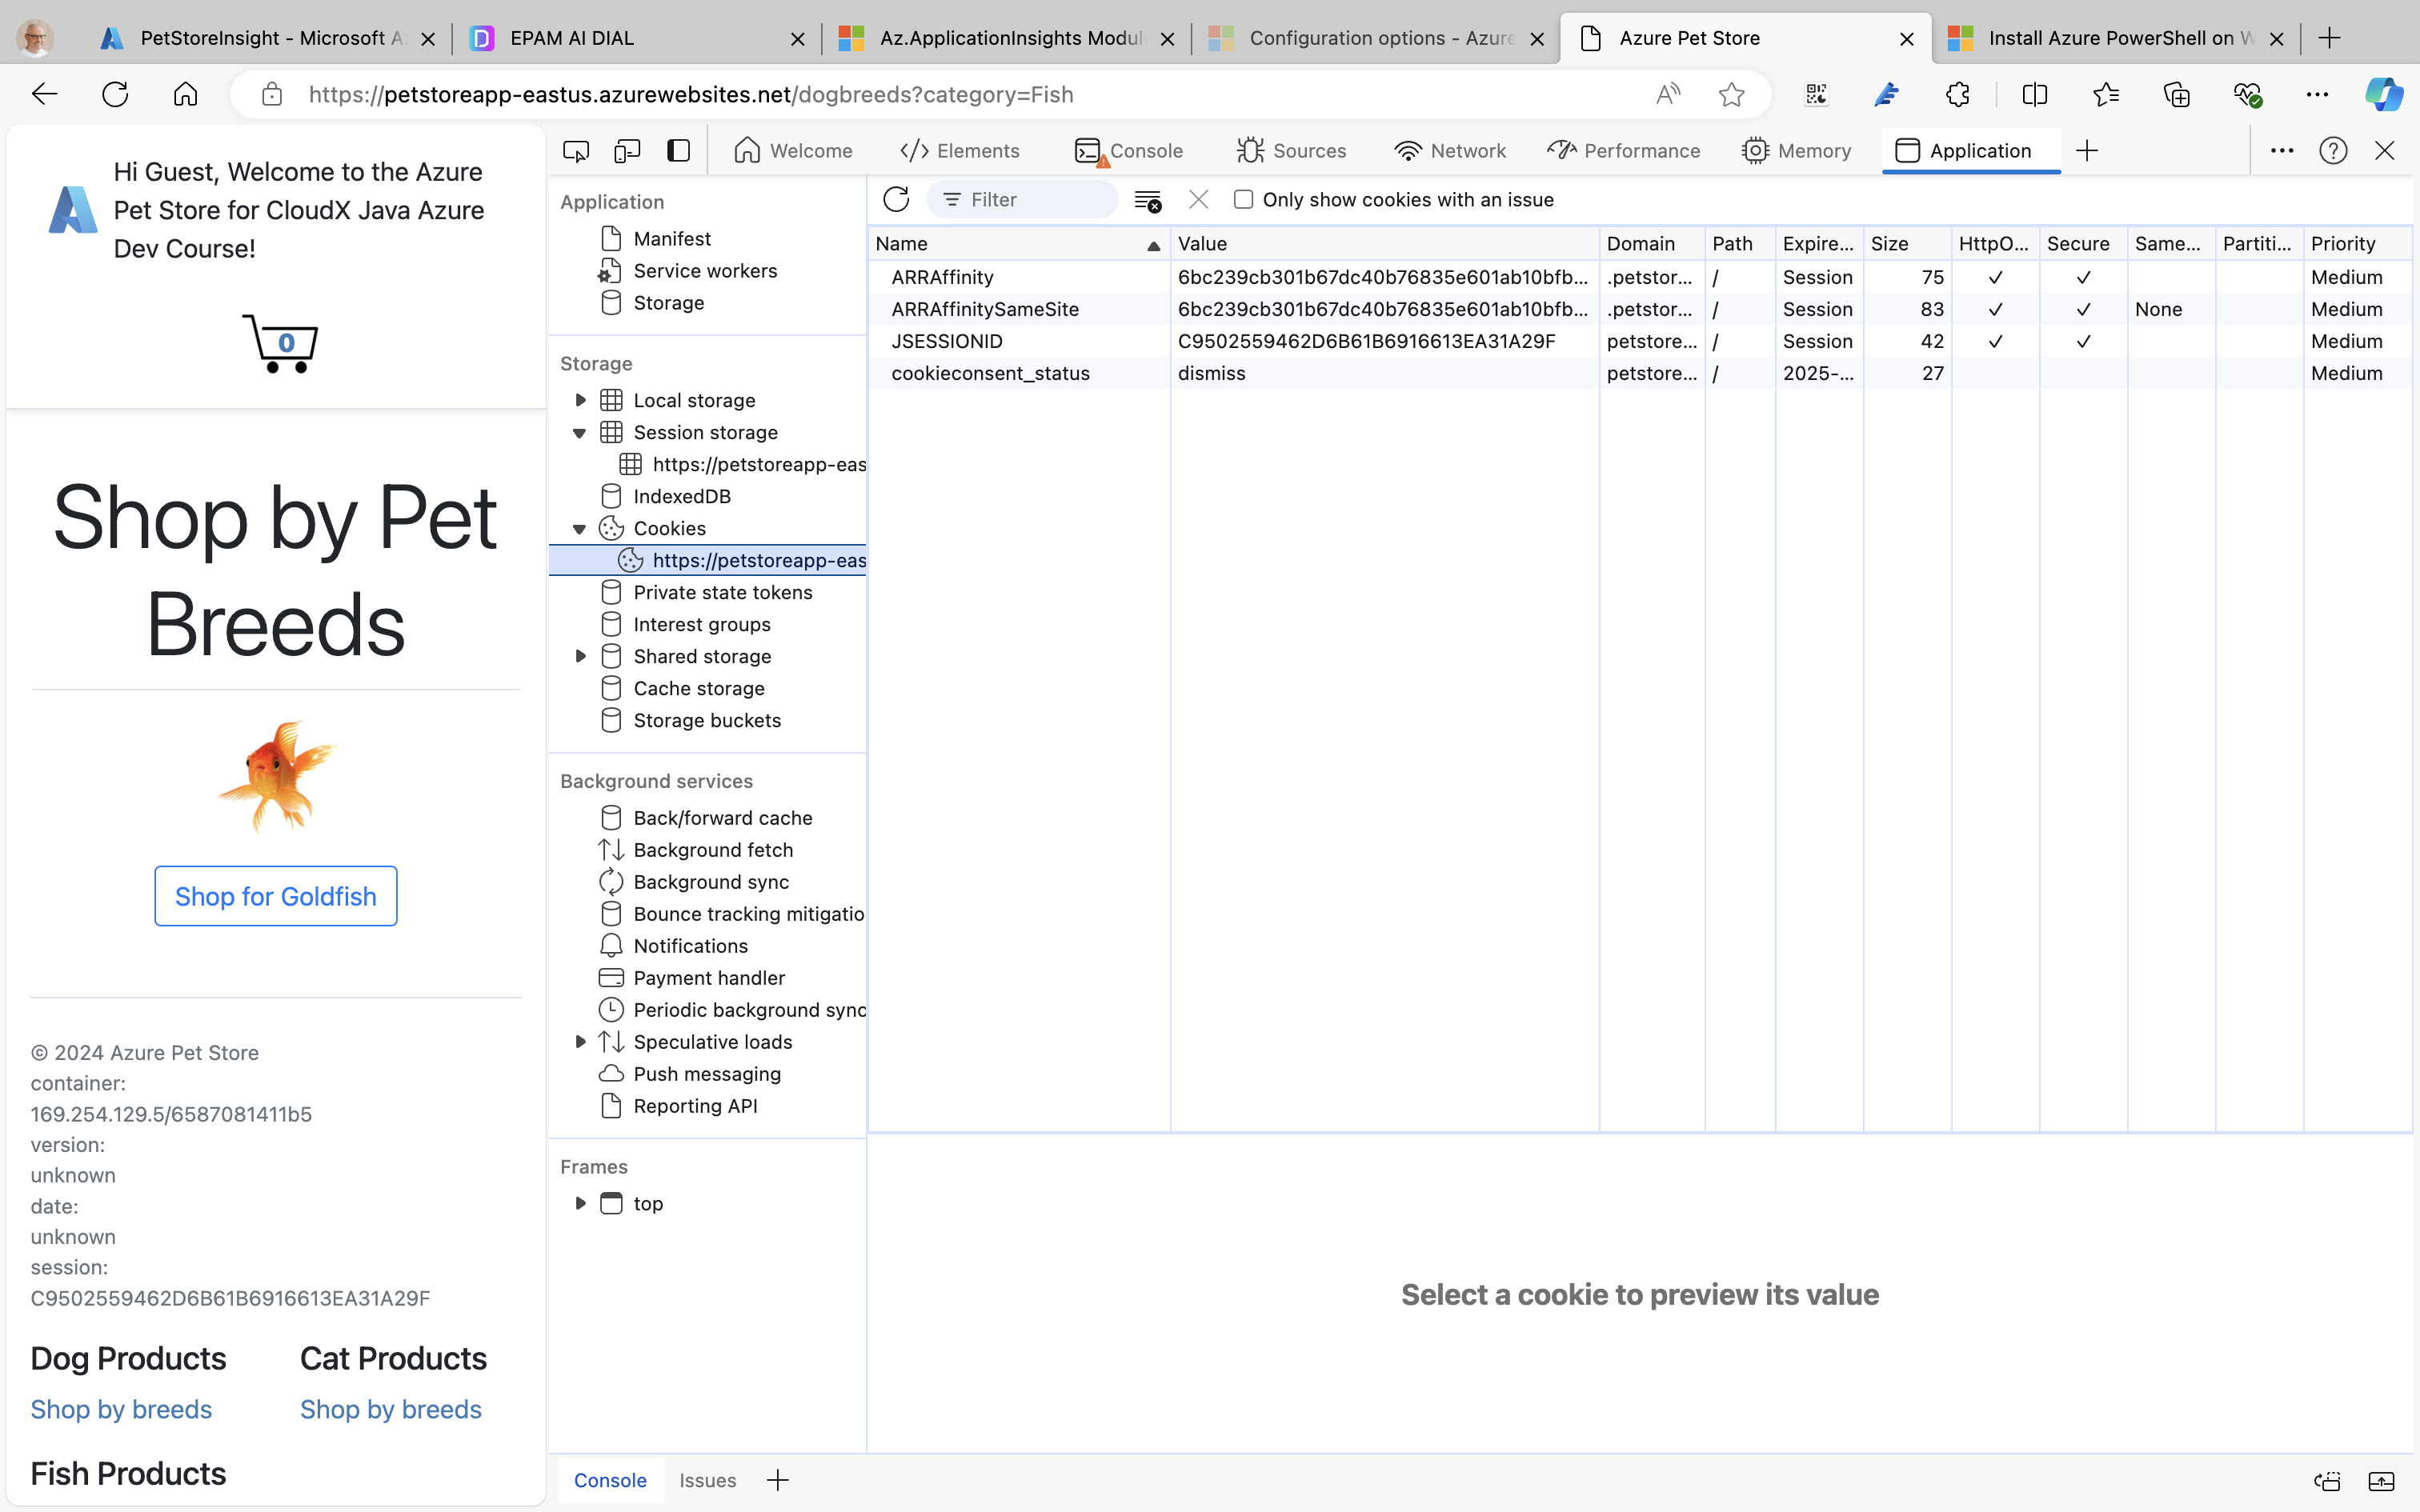 PetStoreInsight - Microsoft A
EPAM AI DIAL
Az.ApplicationInsights Modul
Configuration options - Azure
Azure Pet Store
Install Azure PowerShell on W
https://petstoreapp-eastus.azurewebsites.net/dogbreeds?category=Fish
Hi Guest, Welcome to the Azure
Pet Store for CloudX Java Azure
Dev Course!
0
Shop by Pet
Breeds
Shop for Goldfish
© 2024 Azure Pet Store
container:
169.254.129.5/6587081411b5
version:
unknown
date:
unknown
session:
C9502559462D6B61B6916613EA31A29F
Dog Products
Cat Products
Shop by breeds
Shop by breeds
Fish Products
Welcome
Elements
Console
Sources
Network
Performance
Memory
Application
Application
Manifest
Service workers
Storage
Storage
Local storage
Session storage
https://petstoreapp-eas
IndexedDB
Cookies
https://petstoreapp-eas
Private state tokens
Interest groups
Shared storage
Cache storage
Storage buckets
Background services
Back/forward cache
Background fetch
Background sync
Bounce tracking mitigatio
Notifications
Payment handler
Periodic background sync
Speculative loads
Push messaging
Reporting API
Frames
top
Filter
Only show cookies with an issue
Name Value Domain Path Expire... Size HttpO... Secure Same... Partiti... Priority
ARRAffinity 6bc239cb301b67dc40b76835e601ab10bfb... .petstor... / Session 75 ✓ ✓ Medium
ARRAffinitySameSite 6bc239cb301b67dc40b76835e601ab10bfb... .petstor... / Session 83 ✓ ✓ None Medium
JSESSIONID C9502559462D6B61B6916613EA31A29F petstore... / Session 42 ✓ ✓ Medium
cookieconsent_status dismiss petstore... / 2025-... 27 Medium
Select a cookie to preview its value
Console
Issues